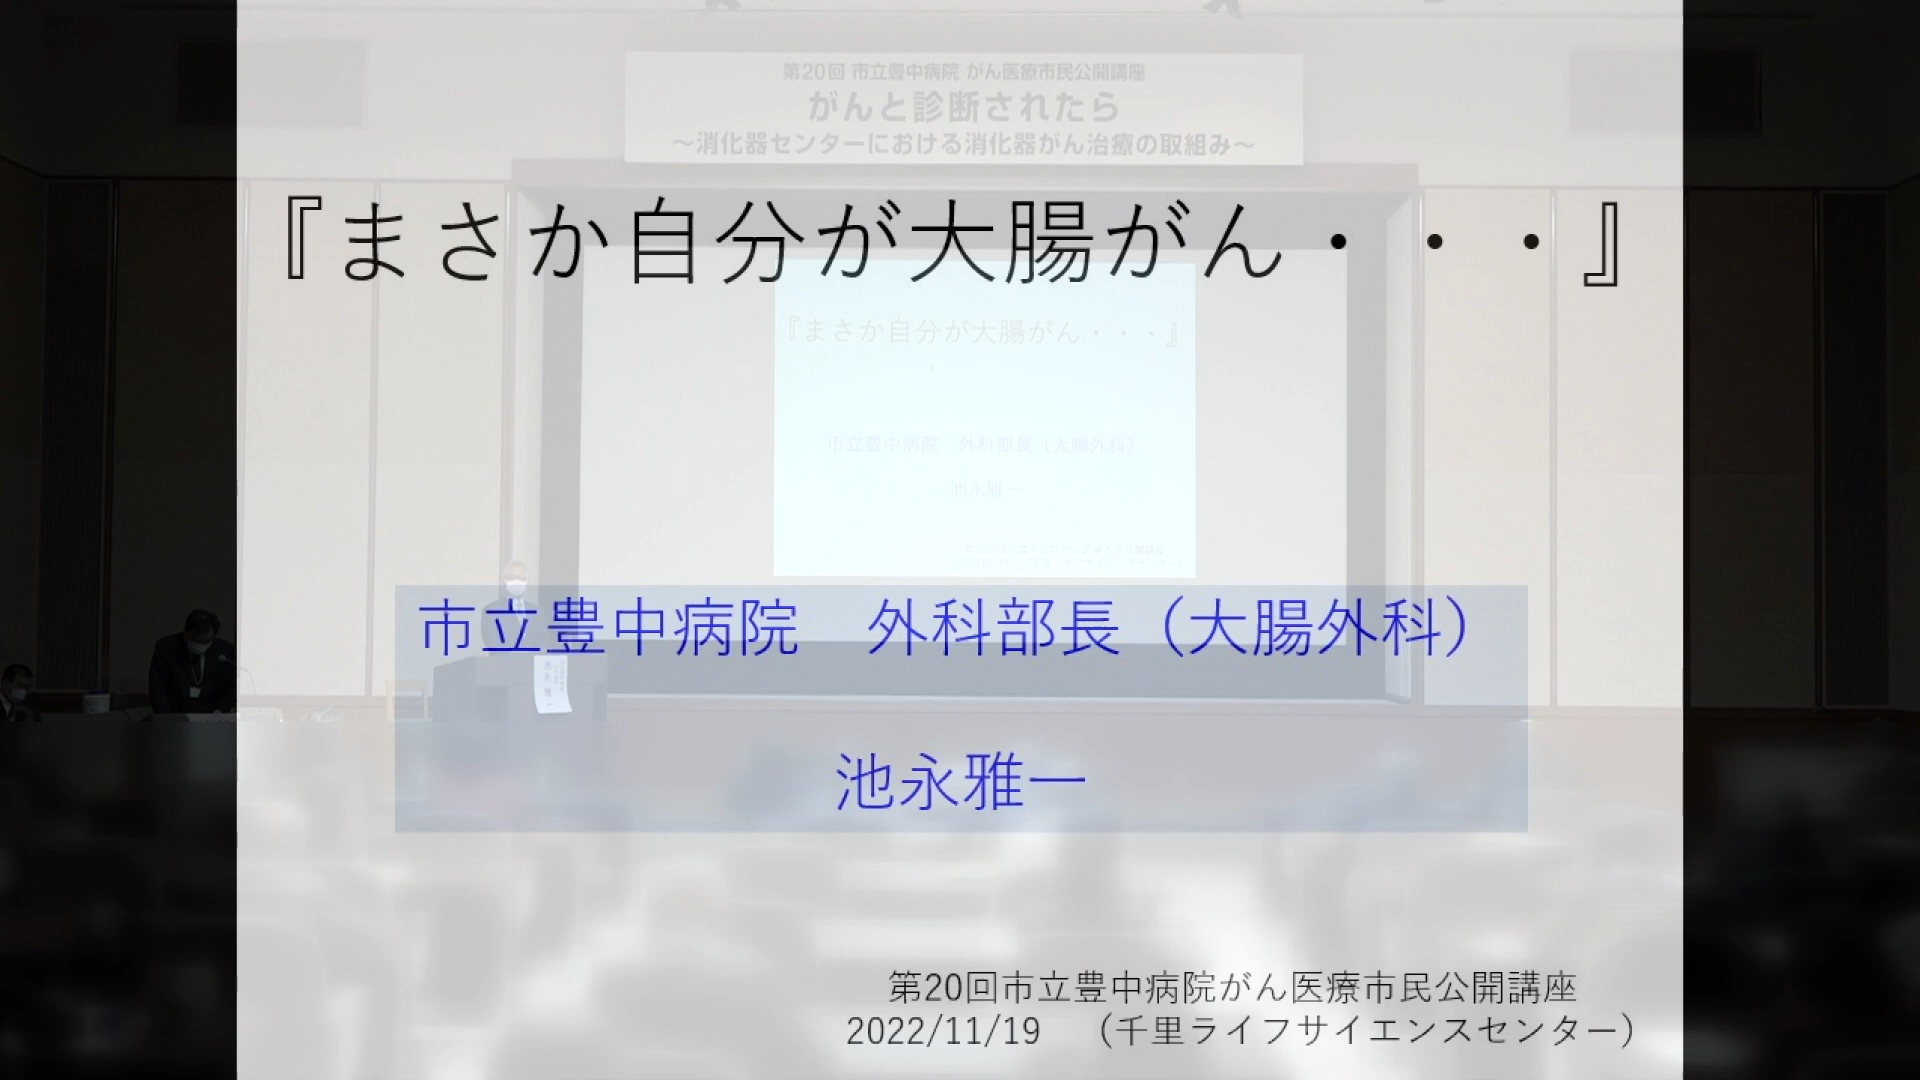 第20回 市立豊中病院 がん医療市民公開講座
がんと診断されたら
～消化器センターにおける消化器がん治療の取組み～
『まさか自分が大腸がん・・・』
『まさか自分が大腸がん・・・』
市立豊中病院　外科部長（大腸外科）
池永雅一
市立豊中病院　外科部長（大腸外科）
池永雅一
池永雅一
第20回市立豊中病院がん医療市民公開講座
2022/11/19　（千里ライフサイエンスセンター）